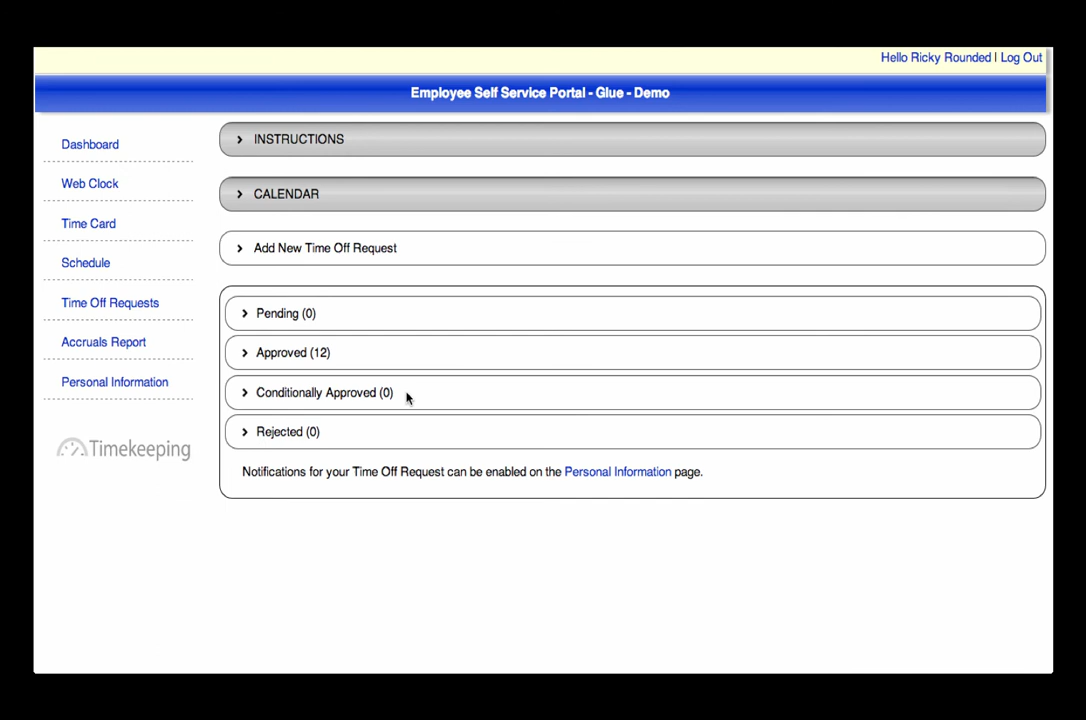 Hello Ricky Rounded | Log Out
Employee Self Service Portal - Glue - Demo
Dashboard
Web Clock
Time Card
Schedule
Time Off Requests
Accruals Report
Personal Information
Timekeeping
INSTRUCTIONS
CALENDAR
Add New Time Off Request
Pending (0)
Approved (12)
Conditionally Approved (0)
Rejected (0)
Notifications for your Time Off Request can be enabled on the Personal Information page.